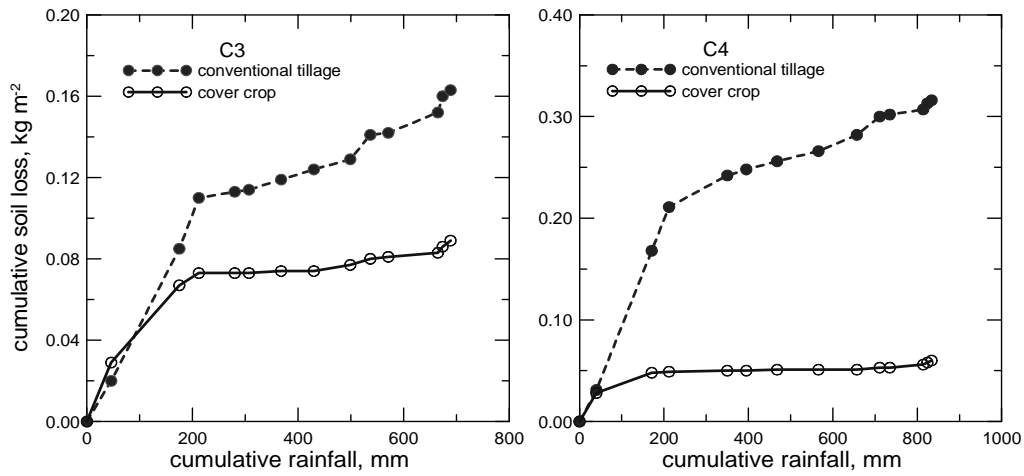 C3
conventional tillage
cover crop
cumulative soil loss, kg m⁻²
0.20
0.16
0.12
0.08
0.04
0.00
0
200
400
600
800
cumulative rainfall, mm
C4
conventional tillage
cover crop
0.40
0.30
0.20
0.10
0.00
0
200
400
600
800
1000
cumulative rainfall, mm